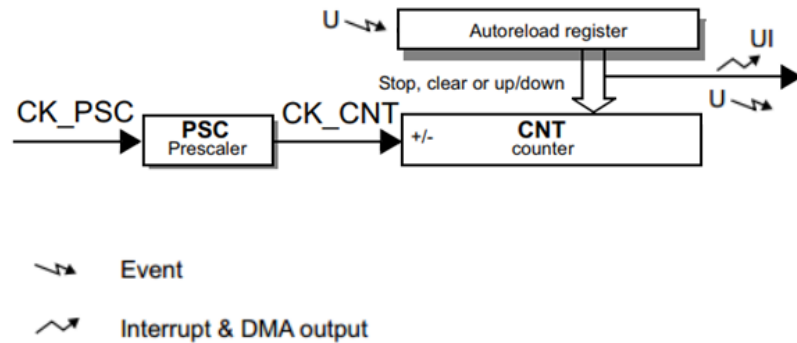 U
Autoreload register
UI
Stop, clear or up/down
U
CK_PSC
PSC
Prescaler
CK_CNT
+/-
CNT
counter
Event
Interrupt & DMA output